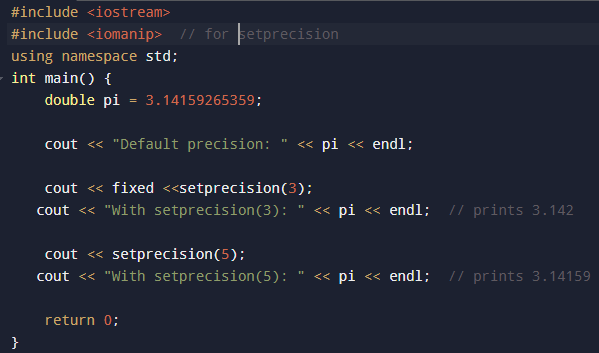 #include <iostream>
#include <iomanip>  // for setprecision
using namespace std;
int main() {
    double pi = 3.14159265359;

    cout << "Default precision: " << pi << endl;

    cout << fixed <<setprecision(3);
   cout << "With setprecision(3): " << pi << endl;  // prints 3.142

    cout << setprecision(5);
   cout << "With setprecision(5): " << pi << endl;  // prints 3.14159

    return 0;
}